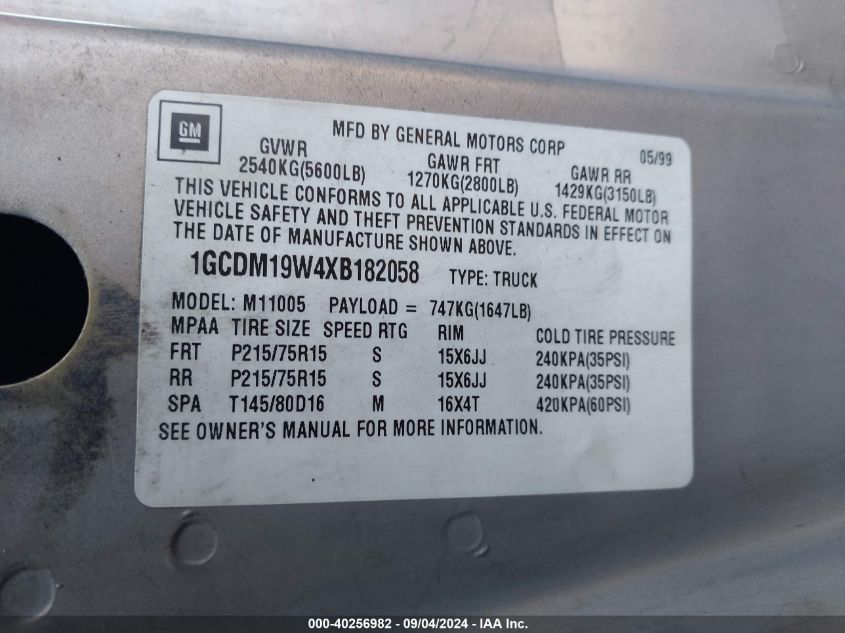 GM
MFD BY GENERAL MOTORS CORP 05/99
GVWR GAWR FRT GAWR RR
2540KG(5600LB) 1270KG(2800LB) 1429KG(3150LB)
THIS VEHICLE CONFORMS TO ALL APPLICABLE U.S. FEDERAL MOTOR
VEHICLE SAFETY AND THEFT PREVENTION STANDARDS IN EFFECT ON
THE DATE OF MANUFACTURE SHOWN ABOVE.
1GCDM19W4XB182058 TYPE: TRUCK
MODEL: M11005 PAYLOAD = 747KG(1647LB)
MPAA TIRE SIZE SPEED RTG RIM COLD TIRE PRESSURE
FRT P215/75R15 S 15X6JJ 240KPA(35PSI)
RR P215/75R15 S 15X6JJ 240KPA(35PSI)
SPA T145/80D16 M 16X4T 420KPA(60PSI)
SEE OWNER'S MANUAL FOR MORE INFORMATION.
000-40256982 - 09/04/2024 - IAA Inc.